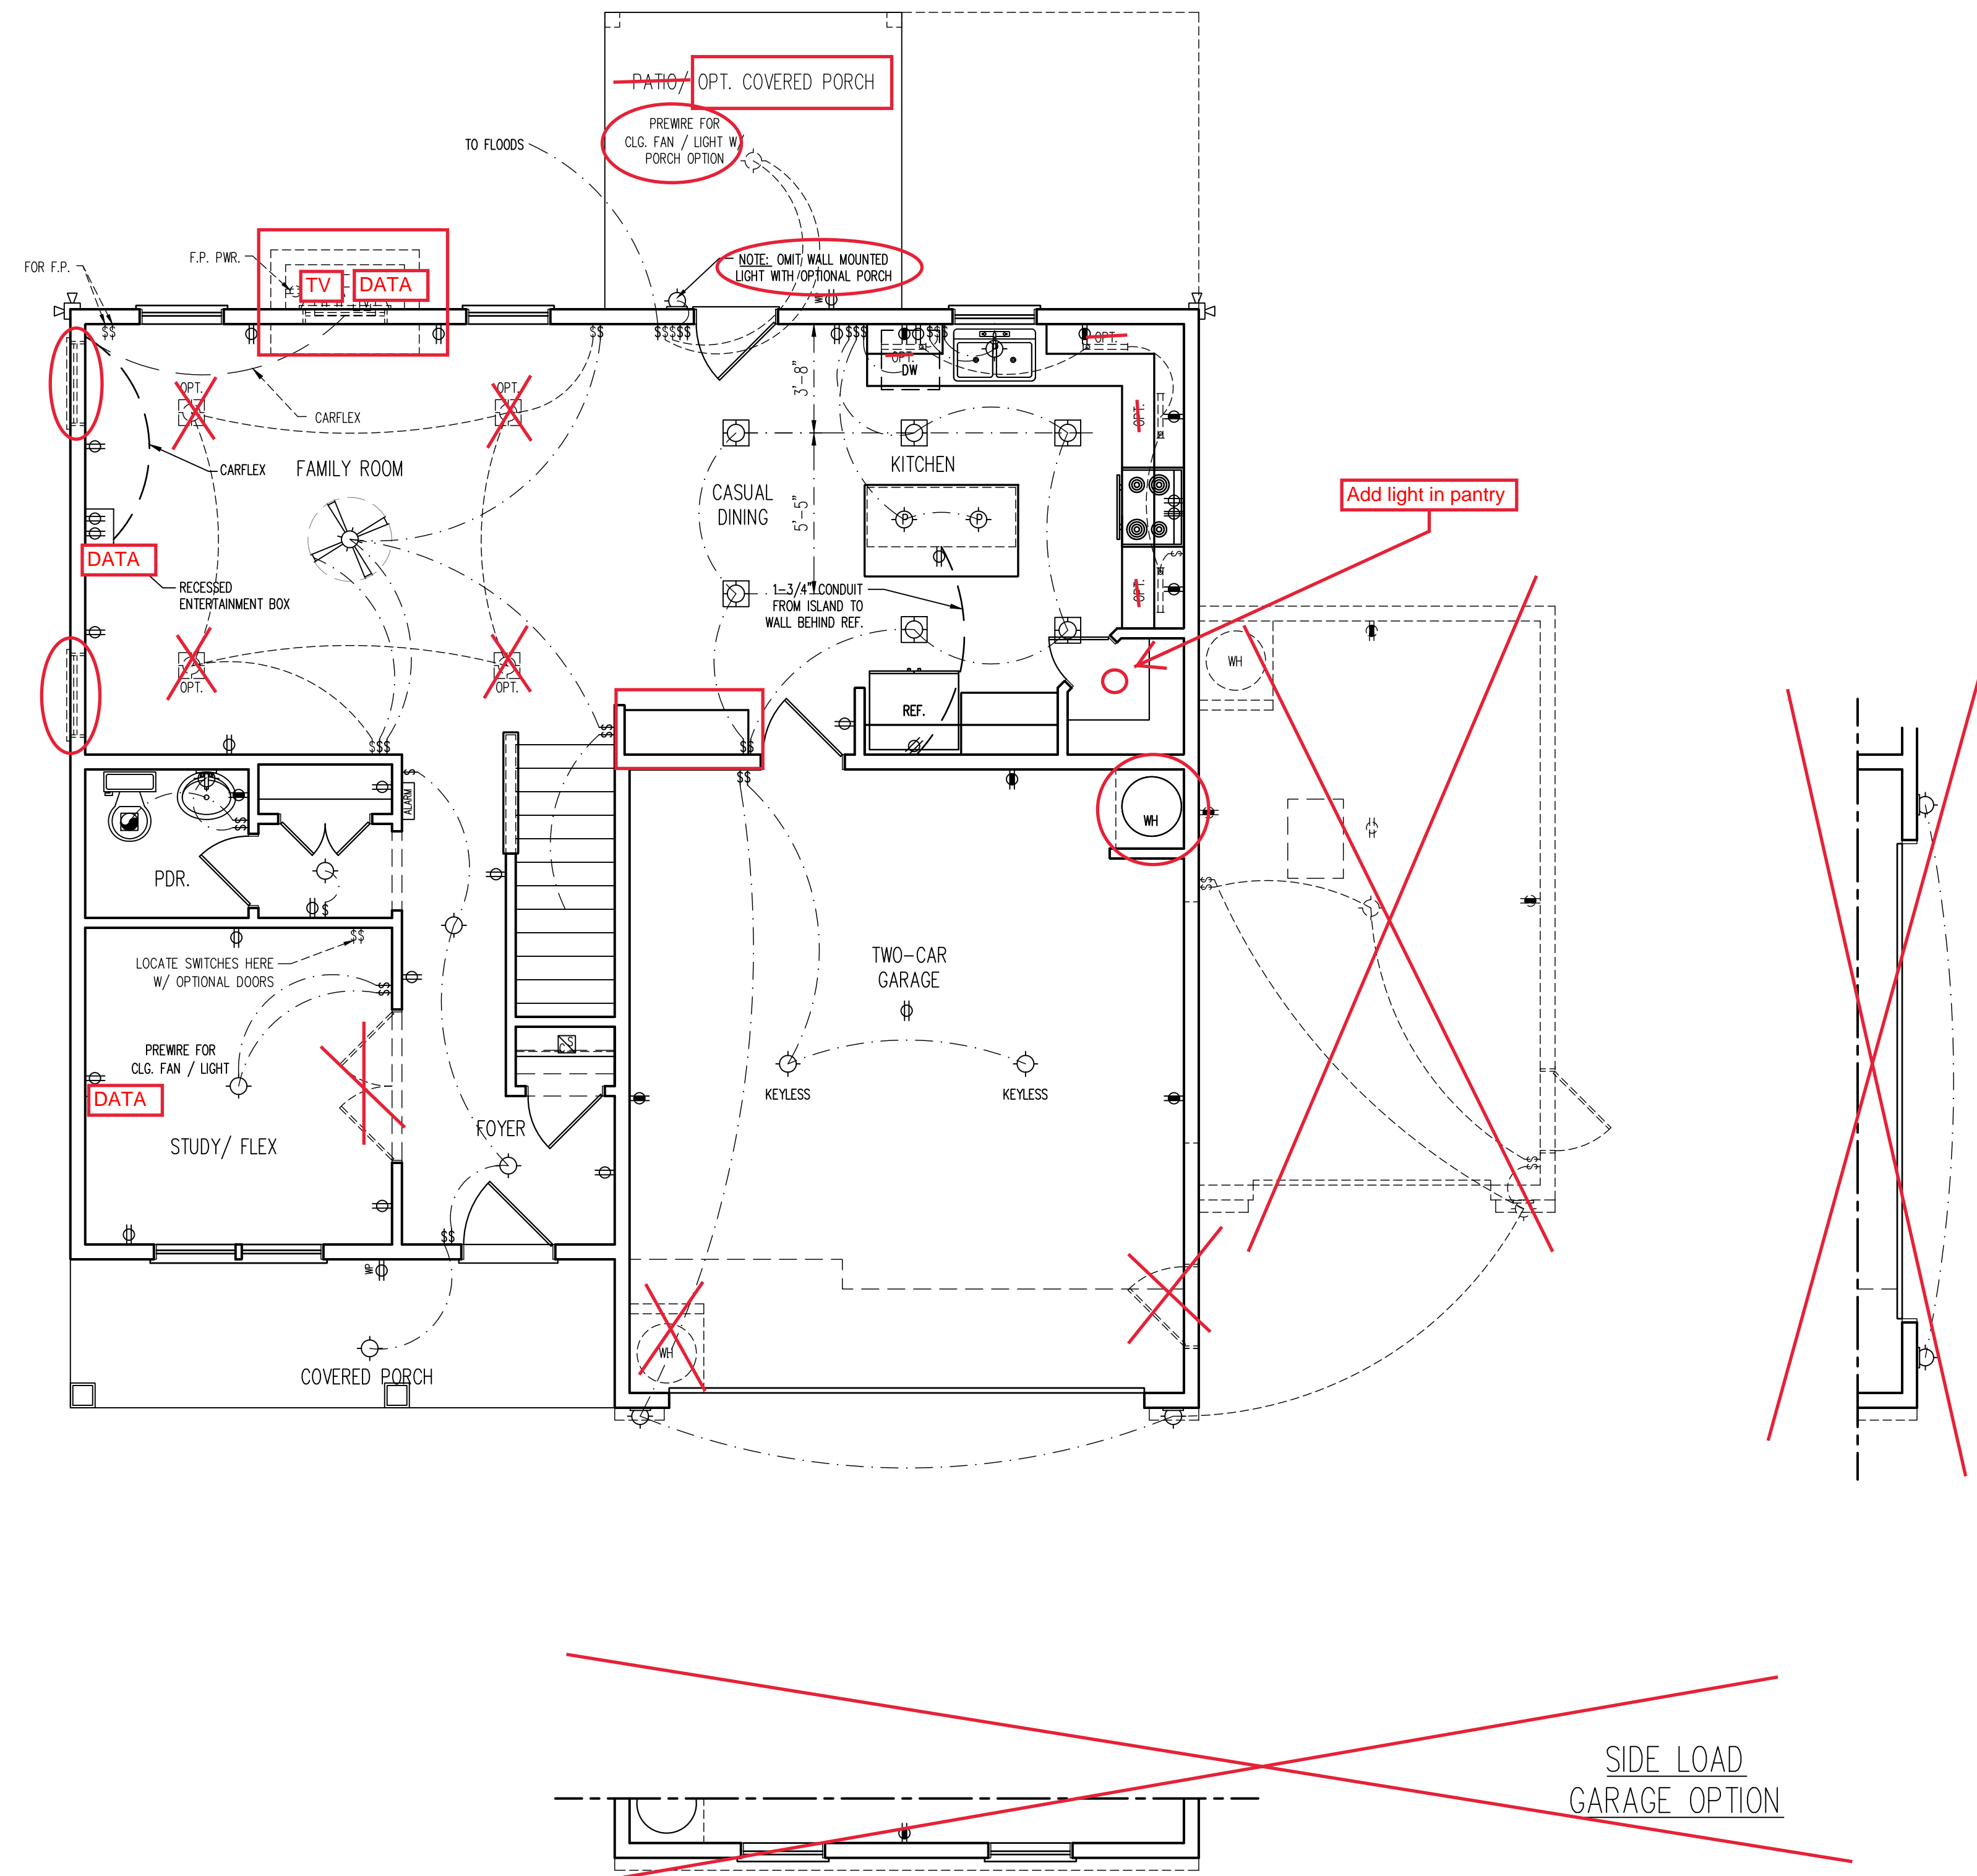 PATIO/ OPT. COVERED PORCH
PREWIRE FOR
CLG. FAN / LIGHT W/
PORCH OPTION
TO FLOODS
NOTE: OMIT WALL MOUNTED
LIGHT WITH OPTIONAL PORCH
FOR F.P.
F.P. PWR.
TV
DATA
WP
$$
$$
$$$$$
$$$
$$$
OPT.
OPT.
OPT.
OPT.
DW
3'-8"
CARFLEX
CARFLEX
FAMILY ROOM
KITCHEN
OPT.
CASUAL
DINING
5'-5"
P
P
P
Add light in pantry
DATA
RECESSED
ENTERTAINMENT BOX
1-3/4" CONDUIT
FROM ISLAND TO
WALL BEHIND REF.
$
OPT.
OPT.
OPT.
WH
REF.
$$
$$$
$$
$$
$
ALARM
WH
$$
PDR.
$
$$
$$
LOCATE SWITCHES HERE
W/ OPTIONAL DOORS
$$
TWO-CAR
GARAGE
PREWIRE FOR
CLG. FAN / LIGHT
KEYLESS
KEYLESS
DATA
FOYER
STUDY/ FLEX
$$
$$
WP
WH
COVERED PORCH
SIDE LOAD
GARAGE OPTION